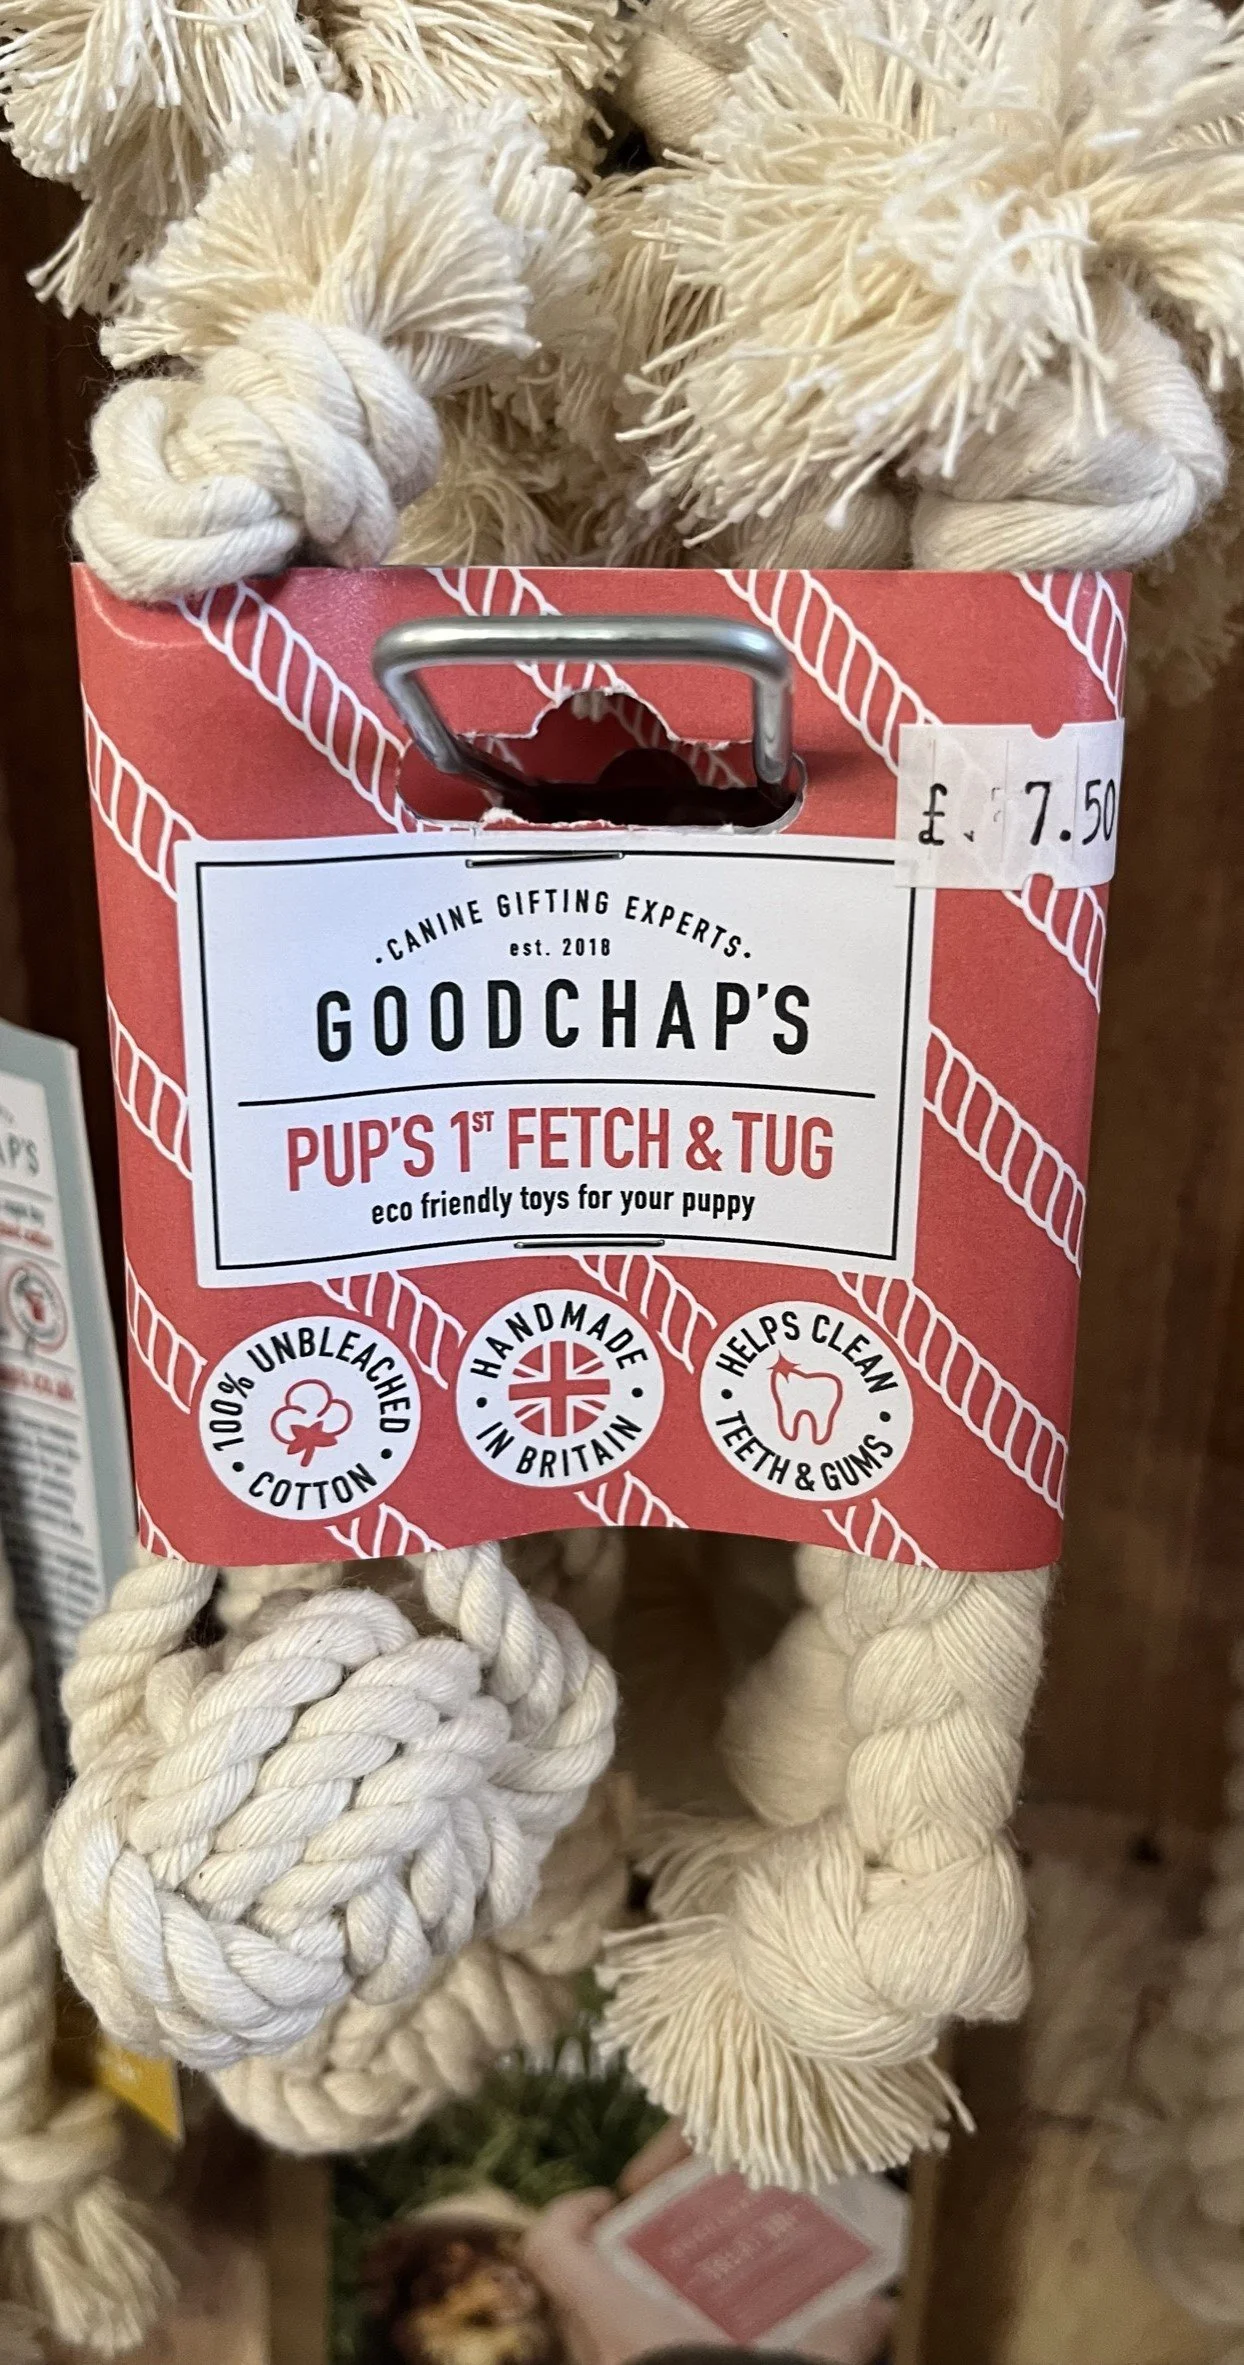 £ 7.50
·CANINE GIFTING EXPERTS·
est. 2018
GOODCHAP'S
PUP'S 1ST FETCH & TUG
eco friendly toys for your puppy
100% UNBLEACHED
• COTTON •
HANDMADE
• IN BRITAIN •
HELPS CLEAN
• TEETH & GUMS •